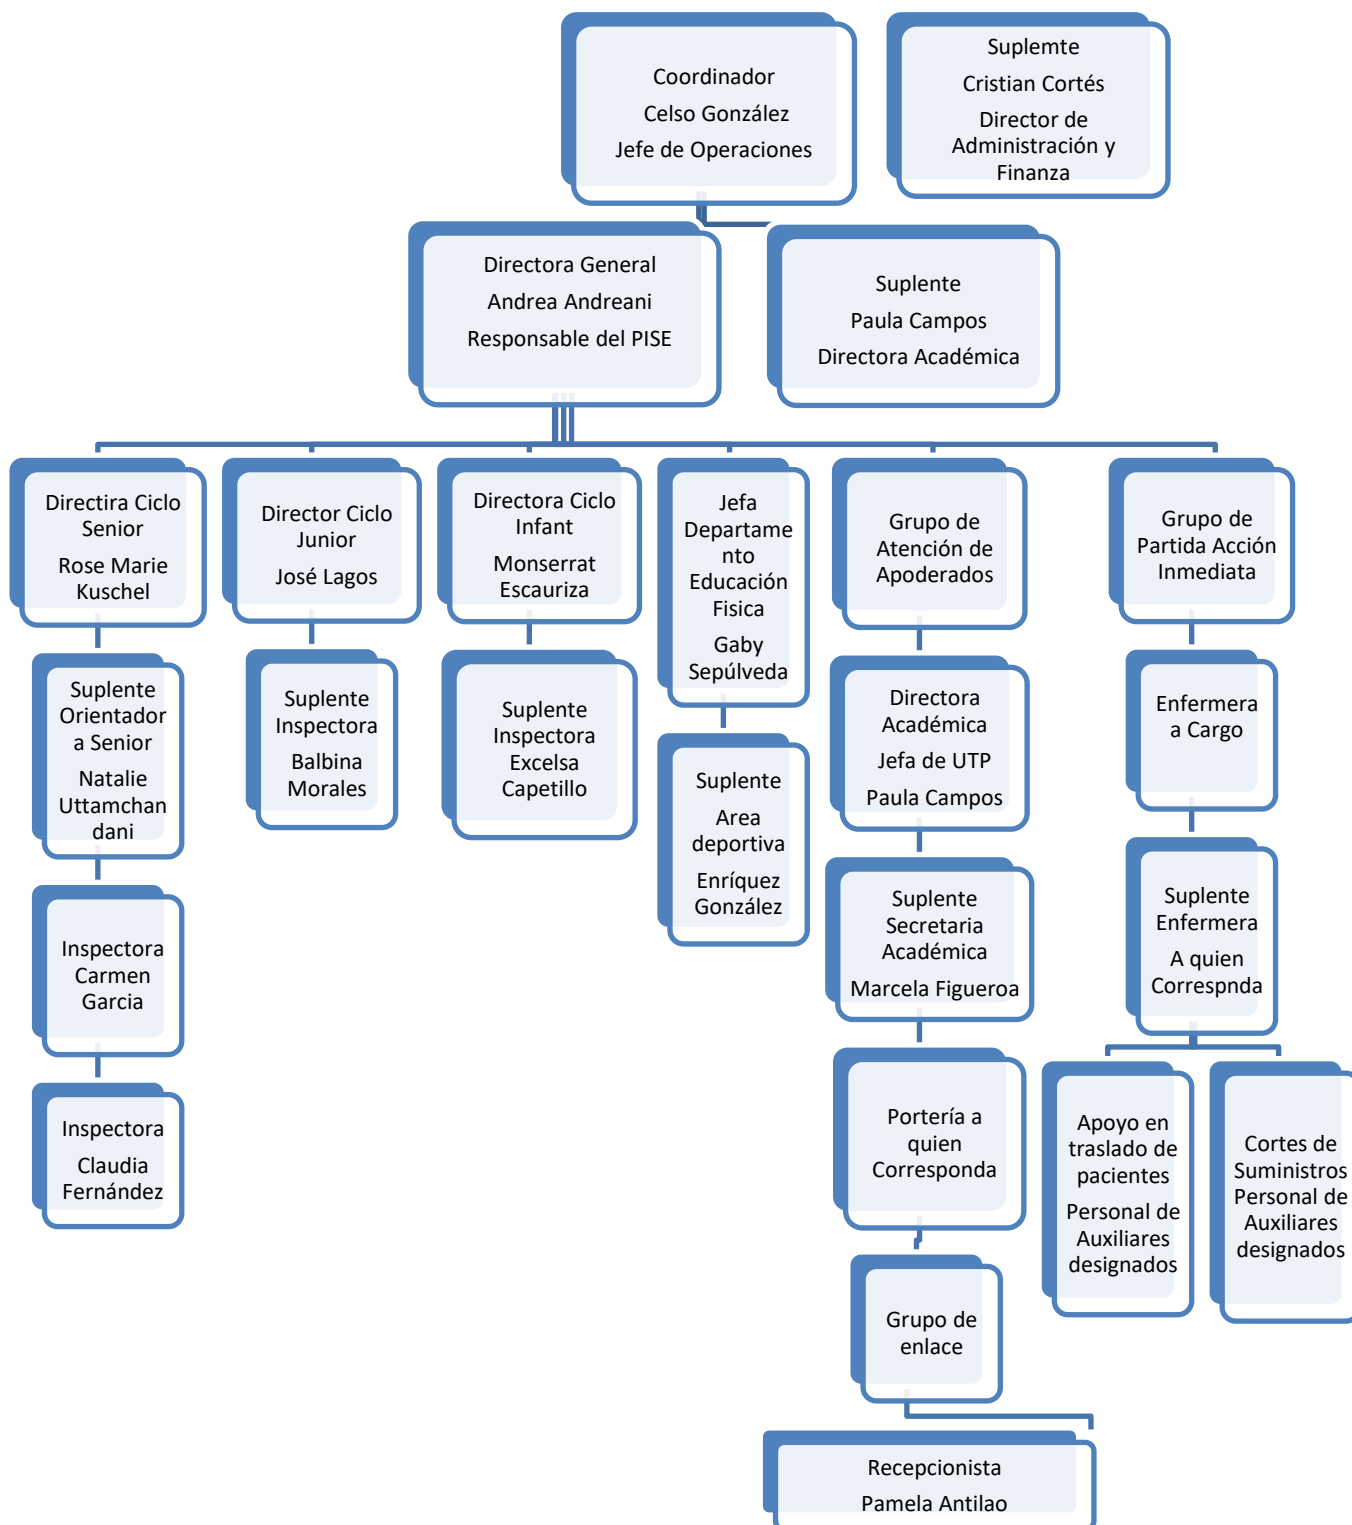 Coordinador
Celso González
Jefe de Operaciones
Suplemte
Cristian Cortés
Director de
Administración y
Finanza
Directora General
Andrea Andreani
Responsable del PISE
Suplente
Paula Campos
Directora Académica
Directira Ciclo
Senior
Rose Marie
Kuschel
Director Ciclo
Junior
José Lagos
Directora Ciclo
Infant
Monserrat
Escauriza
Jefa
Departame
nto
Educación
Fisica
Gaby
Sepúlveda
Grupo de
Atención de
Apoderados
Grupo de
Partida Acción
Inmediata
Suplente
Orientador
a Senior
Natalie
Uttamchan
dani
Suplente
Inspectora
Balbina
Morales
Suplente
Inspectora
Excelsa
Capetillo
Suplente
Area
deportiva
Enríquez
González
Directora
Académica
Jefa de UTP
Paula Campos
Enfermera
a Cargo
Inspectora
Carmen
Garcia
Suplente
Secretaria
Académica
Marcela Figueroa
Suplente
Enfermera
A quien
Correspnda
Inspectora
Claudia
Fernández
Portería a
quien
Corresponda
Apoyo en
traslado de
pacientes
Personal de
Auxiliares
designados
Cortes de
Suministros
Personal de
Auxiliares
designados
Grupo de
enlace
Recepcionista
Pamela Antilao